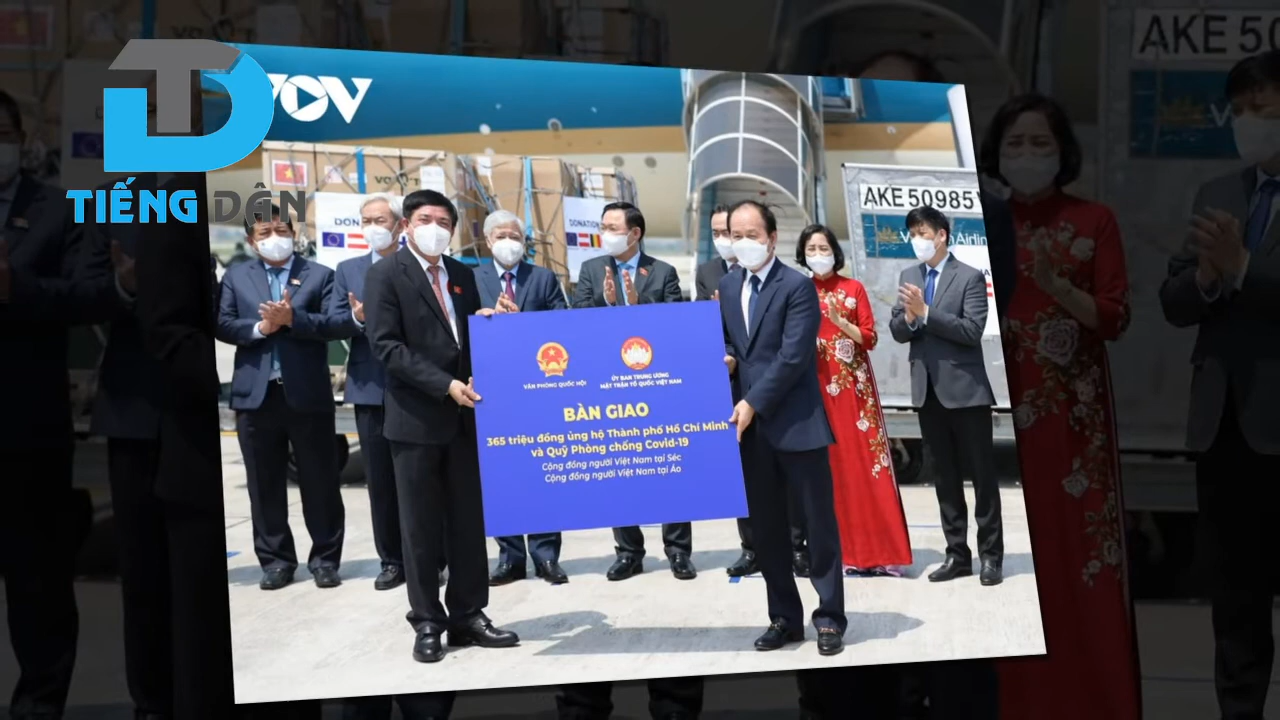 TIẾNG DÂN
VOV
AKE 50985
DONATION
VĂN PHÒNG QUỐC HỘI
ỦY BAN TRUNG ƯƠNG
MẶT TRẬN TỔ QUỐC VIỆT NAM
BÀN GIAO
365 triệu đồng ủng hộ Thành phố Hồ Chí Minh
và Quỹ Phòng chống Covid-19
Cộng đồng người Việt Nam tại Séc
Cộng đồng người Việt Nam tại Áo
AKE 50